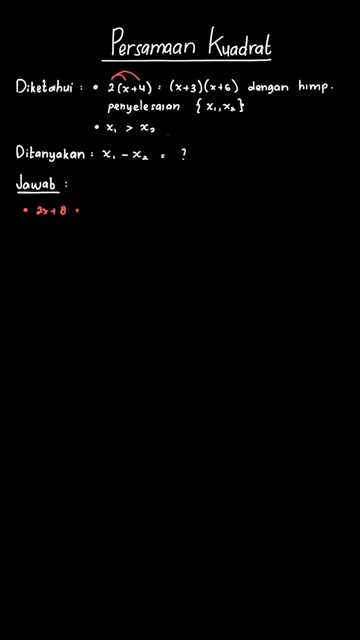 Persamaan Kuadrat
Diketahui : • 2(x+4) = (x+3)(x+6) dengan himp.
penyelesaian {x₁,x₂}
• x₁ > x₂
Ditanyakan : x₁ - x₂ = ?
Jawab :
• 2x+8 =